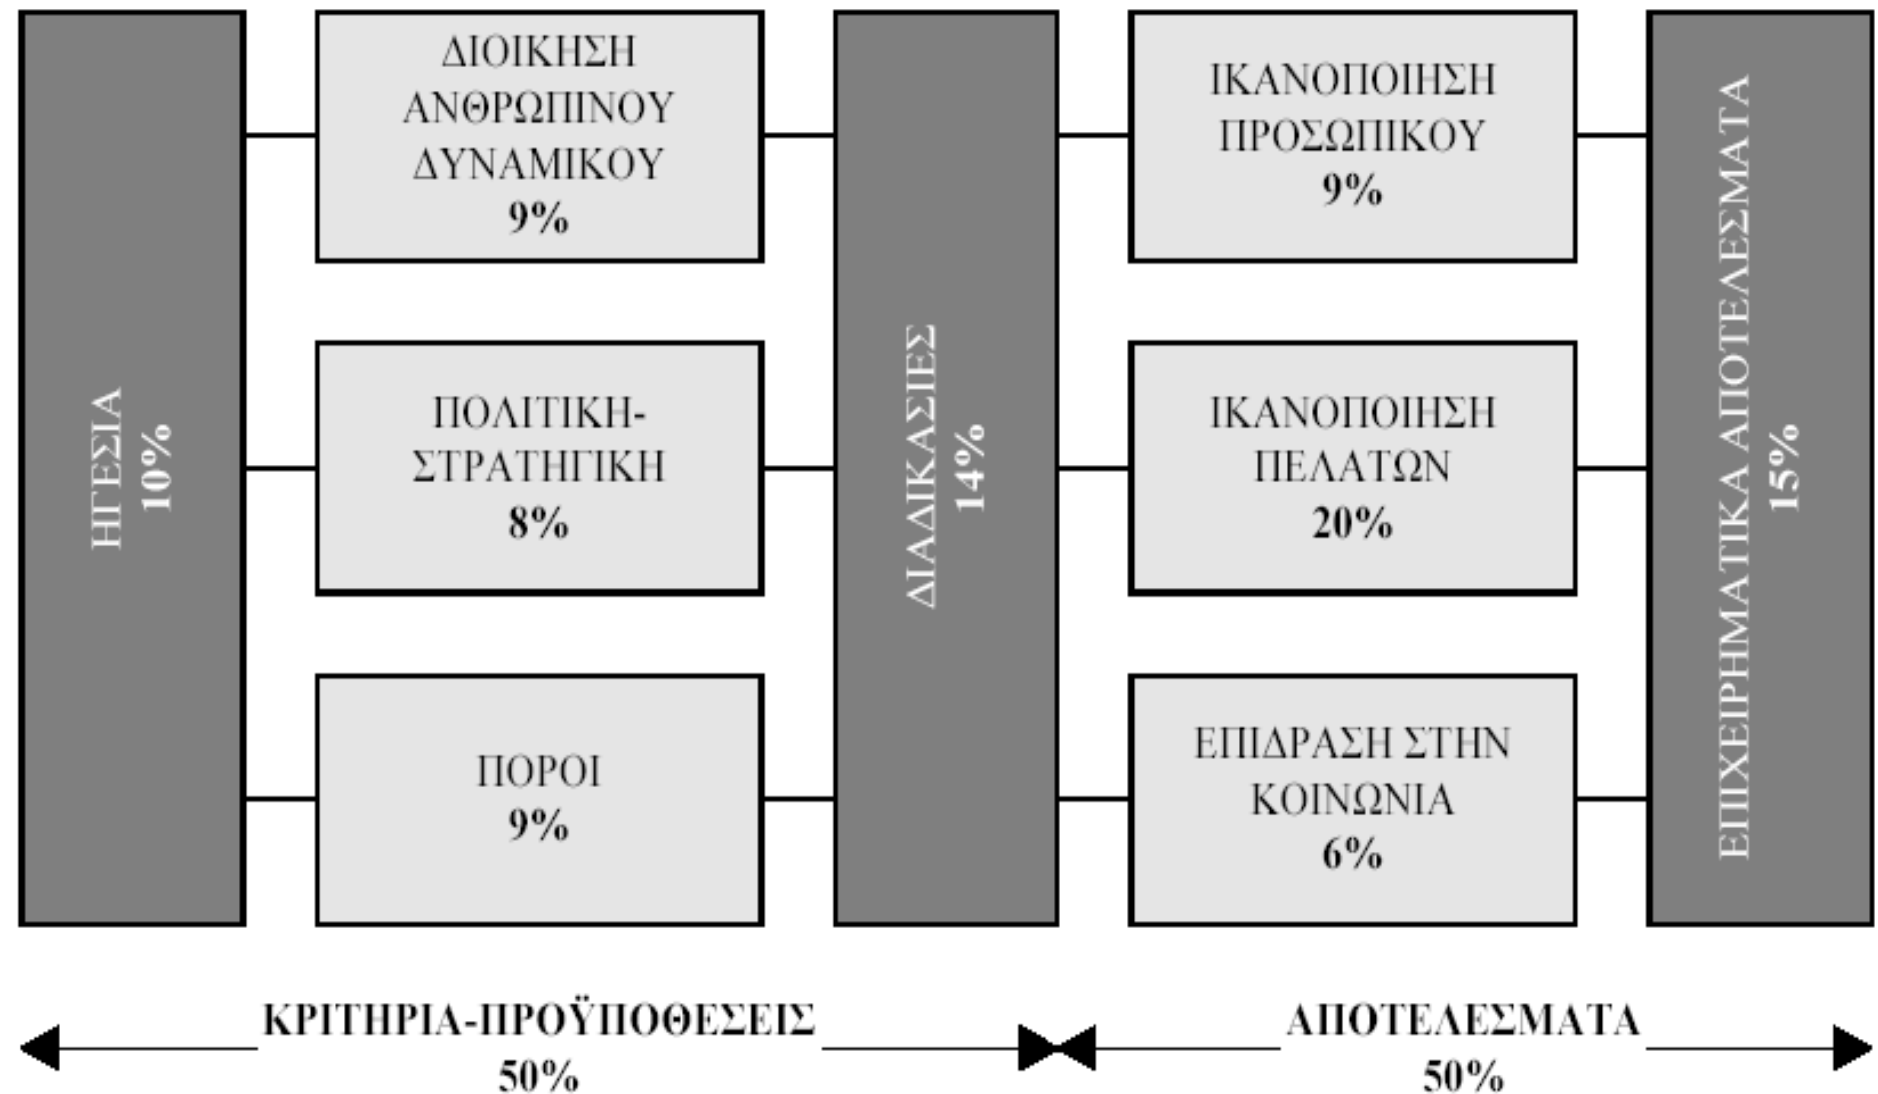 ΗΓΕΣΙΑ
10%
ΔΙΟΙΚΗΣΗ
ΑΝΘΡΩΠΙΝΟΥ
ΔΥΝΑΜΙΚΟΥ
9%
ΠΟΛΙΤΙΚΗ-
ΣΤΡΑΤΗΓΙΚΗ
8%
ΠΟΡΟΙ
9%
ΔΙΑΔΙΚΑΣΙΕΣ
14%
ΙΚΑΝΟΠΟΙΗΣΗ
ΠΡΟΣΩΠΙΚΟΥ
9%
ΙΚΑΝΟΠΟΙΗΣΗ
ΠΕΛΑΤΩΝ
20%
ΕΠΙΔΡΑΣΗ ΣΤΗΝ
ΚΟΙΝΩΝΙΑ
6%
ΕΠΙΧΕΙΡΗΜΑΤΙΚΑ ΑΠΟΤΕΛΕΣΜΑΤΑ
15%
ΚΡΙΤΗΡΙΑ-ΠΡΟΫΠΟΘΕΣΕΙΣ
50%
ΑΠΟΤΕΛΕΣΜΑΤΑ
50%